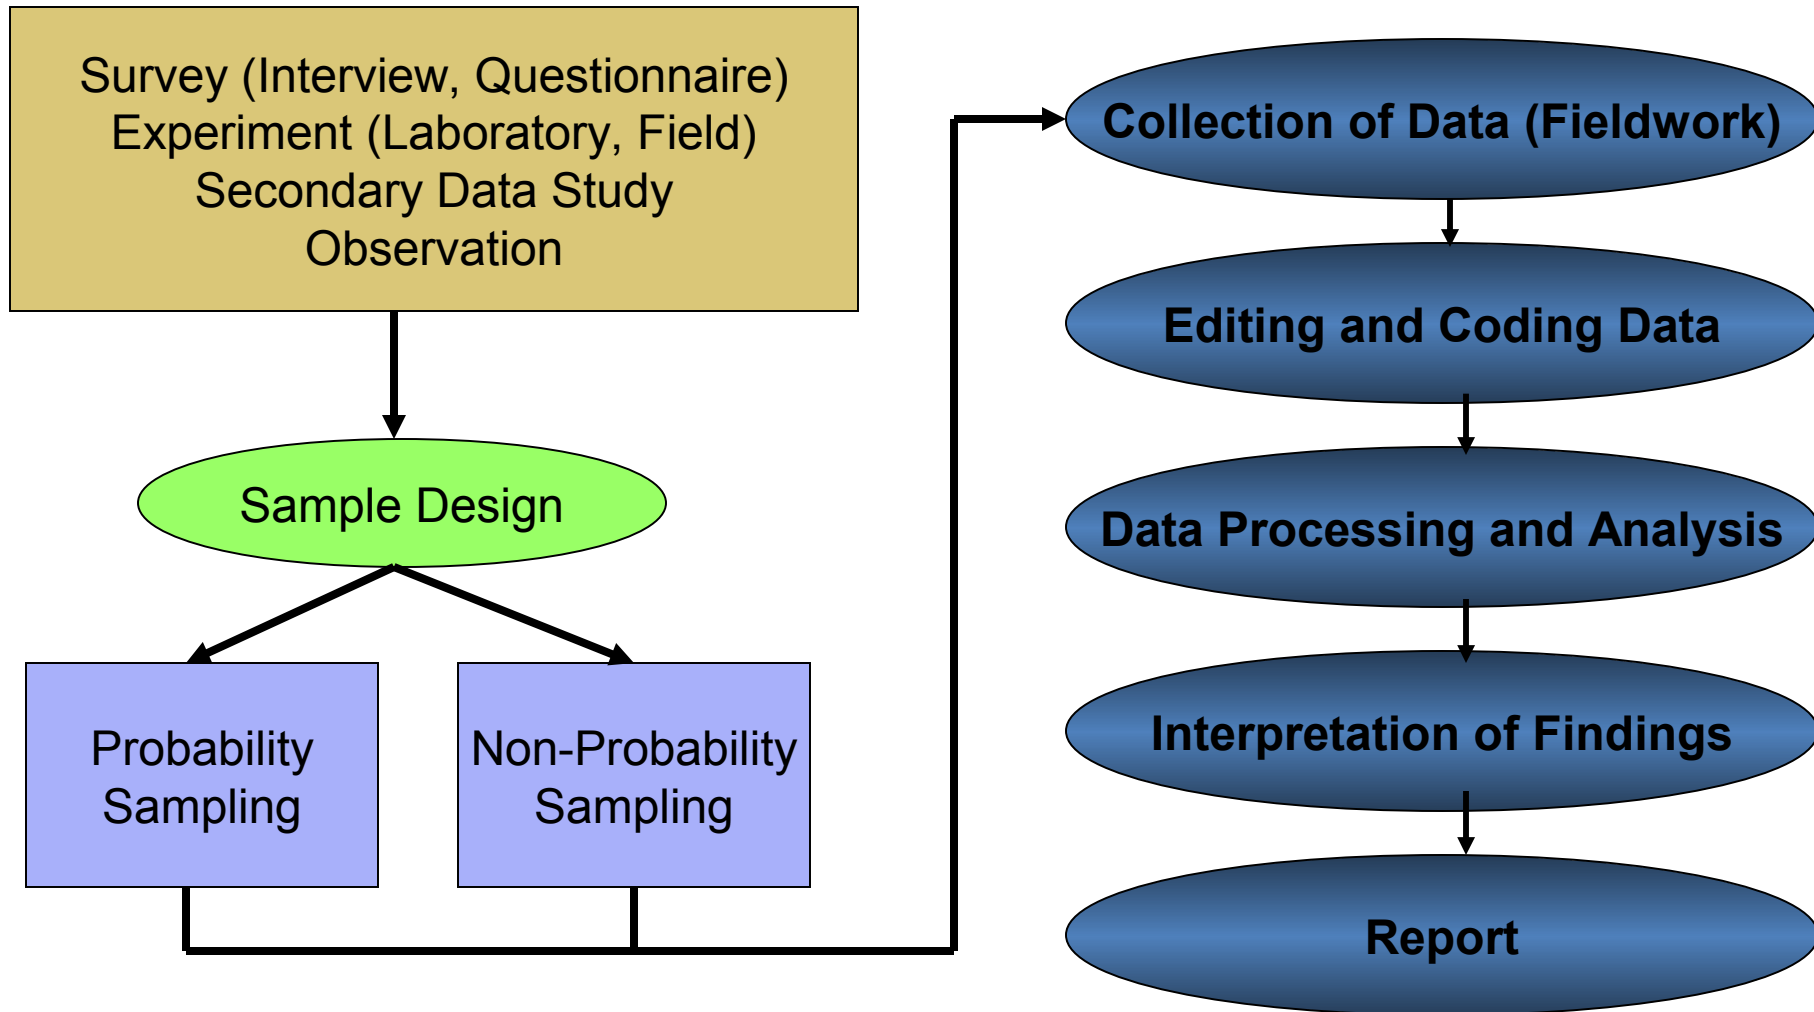 Survey (Interview, Questionnaire)
Experiment (Laboratory, Field)
Secondary Data Study
Observation
Sample Design
Probability
Sampling
Non-Probability
Sampling
Collection of Data (Fieldwork)
Editing and Coding Data
Data Processing and Analysis
Interpretation of Findings
Report